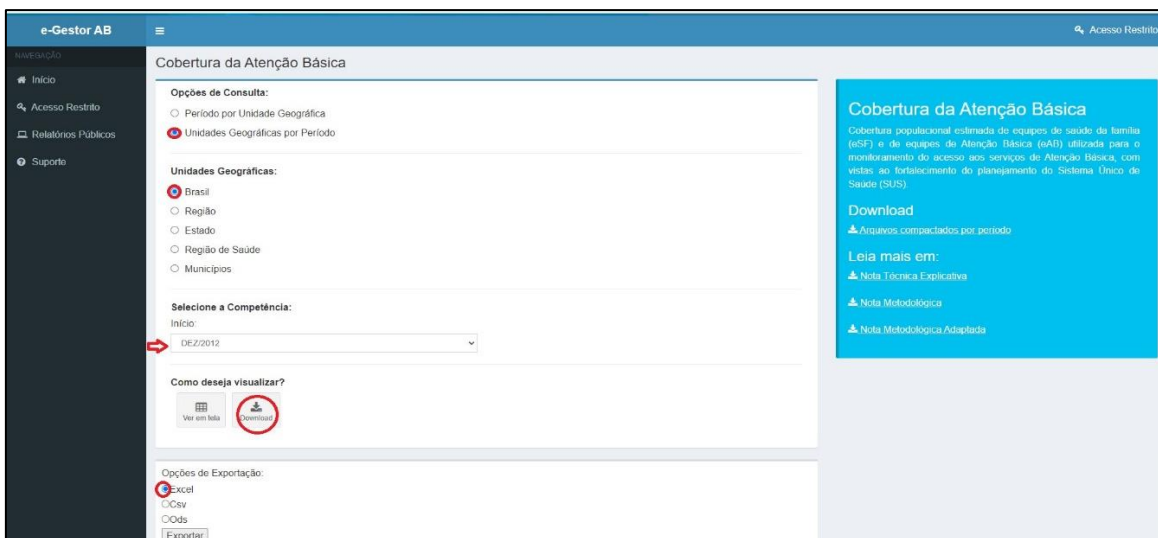 e-Gestor AB
Acesso Restrito
NAVEGAÇÃO
Início
Acesso Restrito
Relatórios Públicos
Suporte
Cobertura da Atenção Básica
Opções de Consulta:
Período por Unidade Geográfica
Unidades Geográficas por Período
Unidades Geográficas:
Brasil
Região
Estado
Região de Saúde
Municípios
Selecione a Competência:
Início:
DEZ/2012
Como deseja visualizar?
Ver em tela
Download
Opções de Exportação:
Excel
Csv
Ods
Exportar
Cobertura da Atenção Básica
Cobertura populacional estimada de equipes de saúde da família
(eSF) e de equipes de Atenção Básica (eAB) utilizada para o
monitoramento do acesso aos serviços de Atenção Básica, com
vistas ao fortalecimento do planejamento do Sistema Único de
Saúde (SUS).
Download
Arquivos compactados por período
Leia mais em:
Nota Técnica Explicativa
Nota Metodológica
Nota Metodológica Adaptada